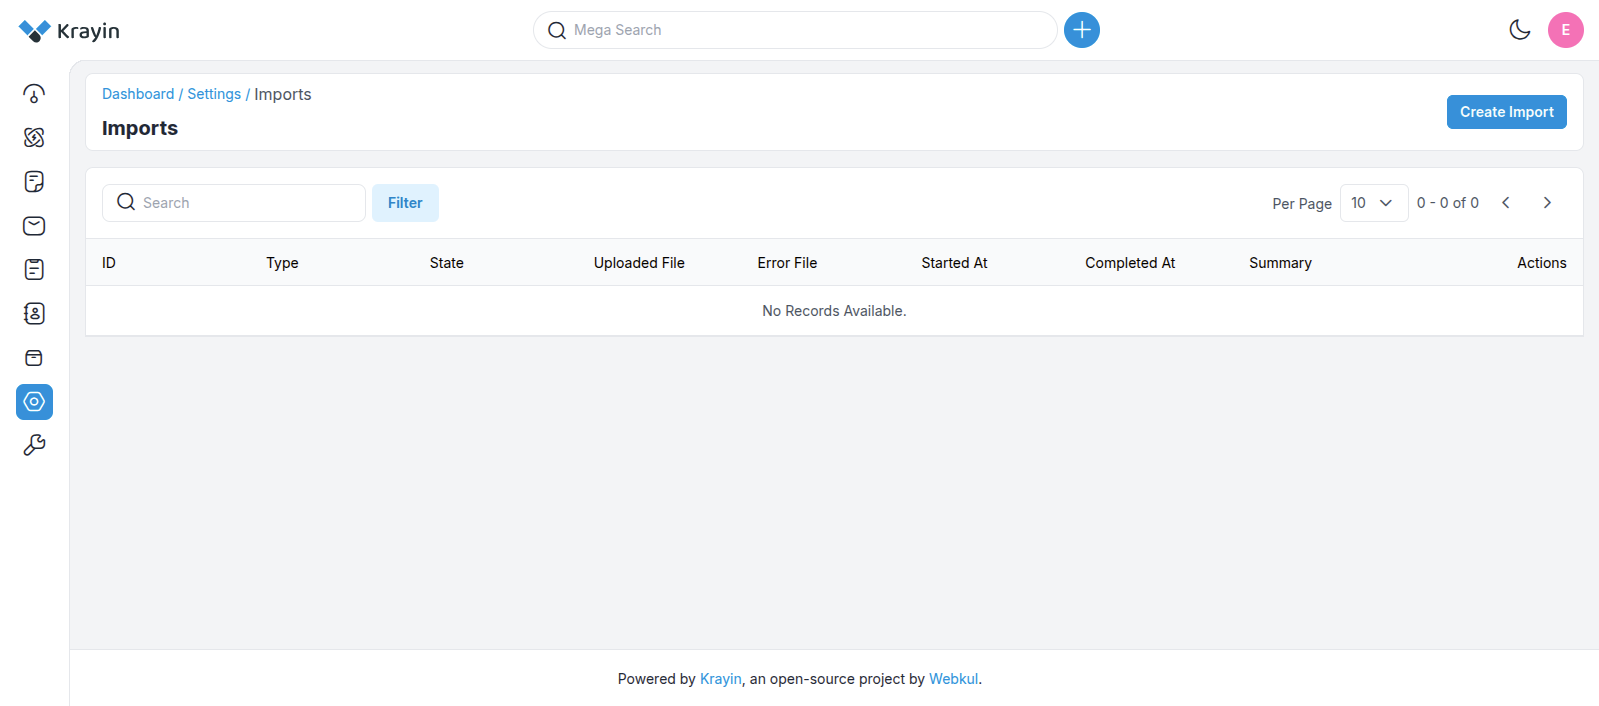 Krayin
Mega Search
E
Dashboard / Settings / Imports
Imports
Create Import
Search
Filter
Per Page
10
0 - 0 of 0
ID Type State Uploaded File Error File Started At Completed At Summary Actions
No Records Available.
Powered by Krayin, an open-source project by Webkul.